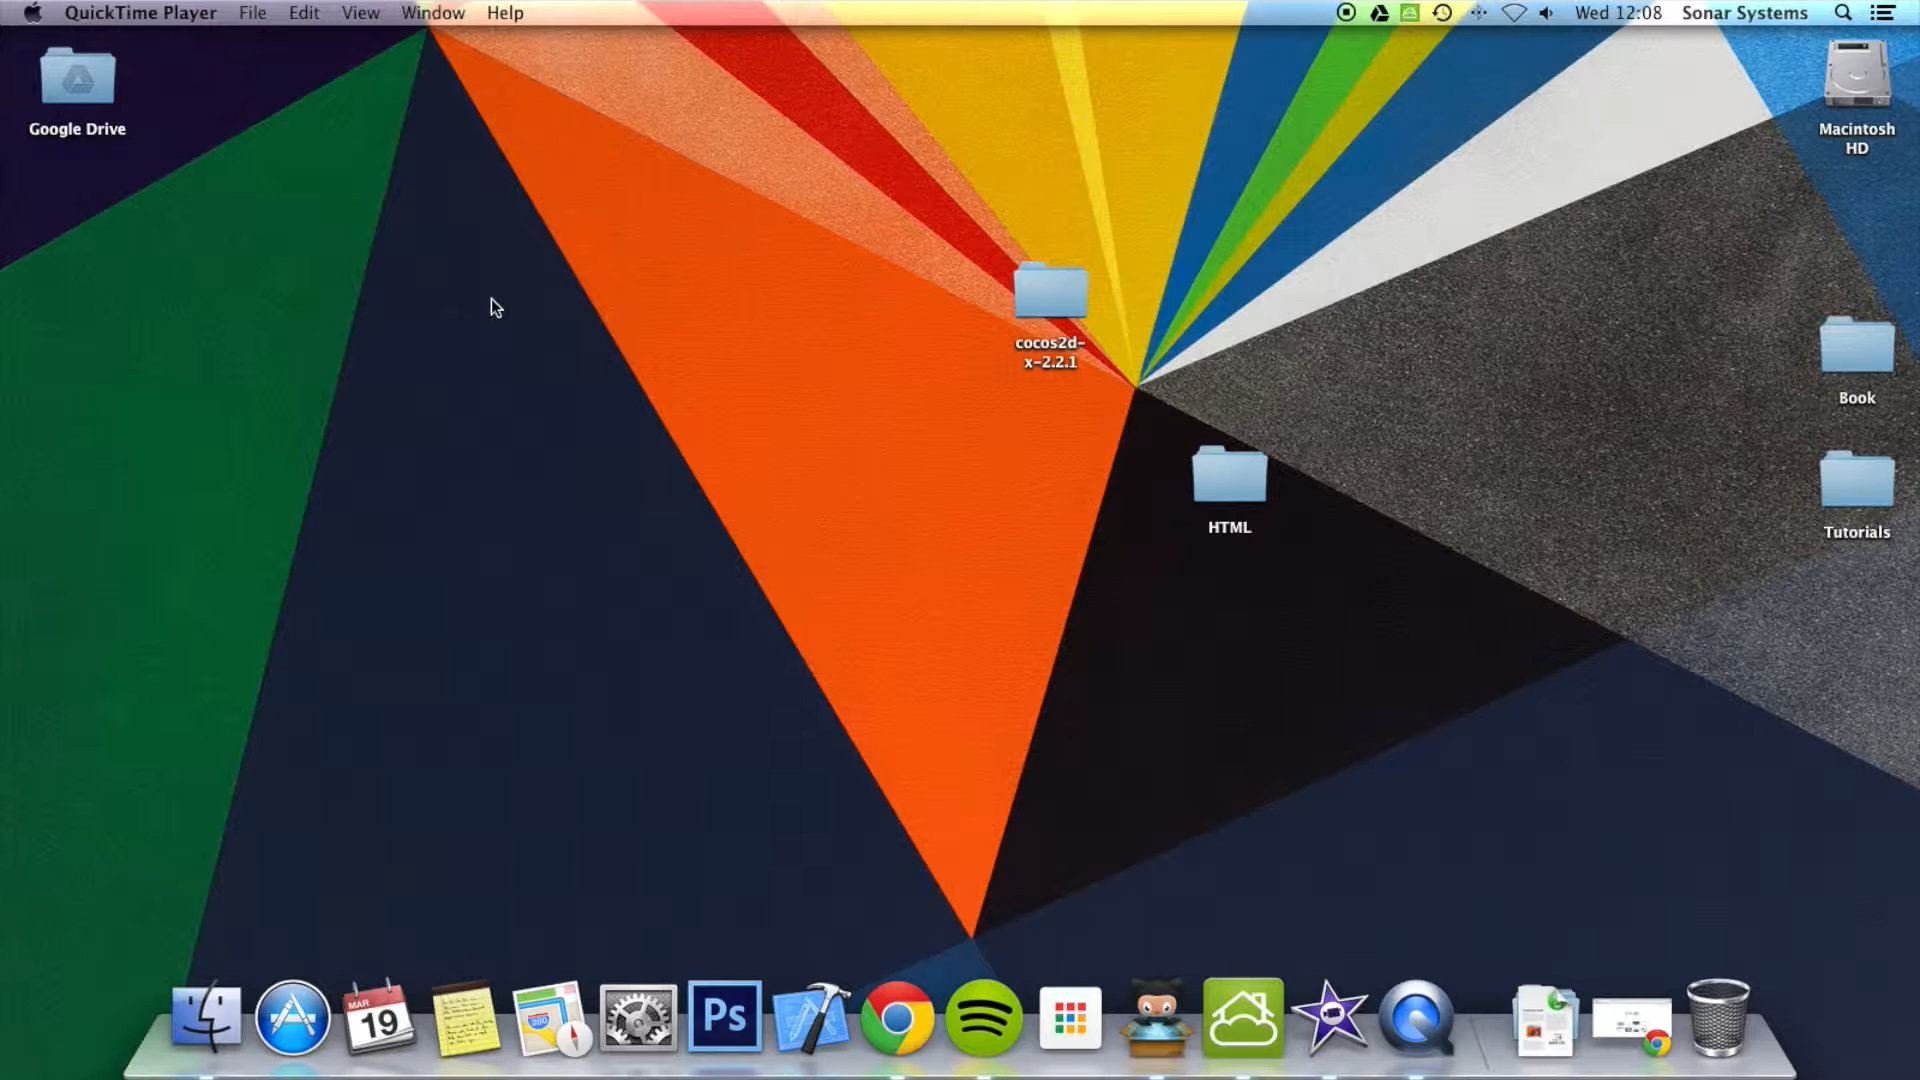 QuickTime Player File Edit View Window Help Wed 12:08 Sonar Systems
Google Drive
Macintosh
HD
cocos2d-
x-2.2.1
Book
HTML
Tutorials
MAR
19
280
Ps